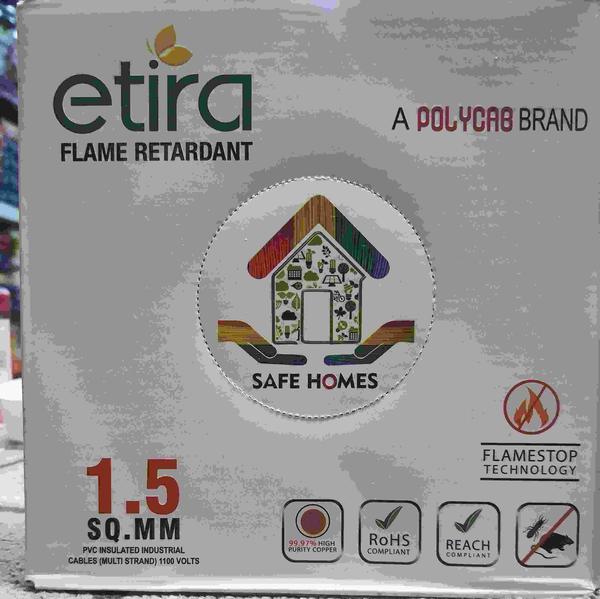 etira
FLAME RETARDANT
A POLYCAB BRAND
SAFE HOMES
FLAMESTOP
TECHNOLOGY
1.5
SQ.MM
PVC INSULATED INDUSTRIAL
CABLES (MULTI STRAND) 1100 VOLTS
99.97% HIGH
PURITY COPPER
RoHS
COMPLIANT
REACH
COMPLIANT